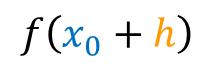 f(x₀ + h)